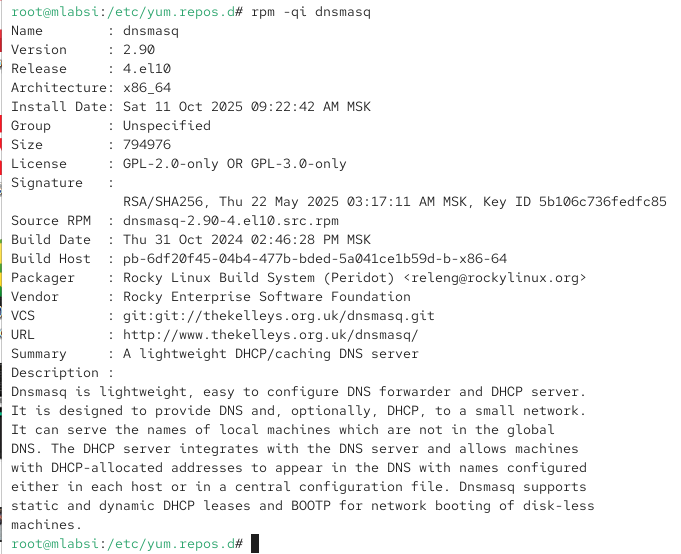 root@mlabsi:/etc/yum.repos.d# rpm -qi dnsmasq
Name        : dnsmasq
Version     : 2.90
Release     : 4.el10
Architecture: x86_64
Install Date: Sat 11 Oct 2025 09:22:42 AM MSK
Group       : Unspecified
Size        : 794976
License     : GPL-2.0-only OR GPL-3.0-only
Signature   :
              RSA/SHA256, Thu 22 May 2025 03:17:11 AM MSK, Key ID 5b106c736fedfc85
Source RPM  : dnsmasq-2.90-4.el10.src.rpm
Build Date  : Thu 31 Oct 2024 02:46:28 PM MSK
Build Host  : pb-6df20f45-04b4-477b-bded-5a041ce1b59d-b-x86-64
Packager    : Rocky Linux Build System (Peridot) <releng@rockylinux.org>
Vendor      : Rocky Enterprise Software Foundation
VCS         : git:git://thekelleys.org.uk/dnsmasq.git
URL         : http://www.thekelleys.org.uk/dnsmasq/
Summary     : A lightweight DHCP/caching DNS server
Description :
Dnsmasq is lightweight, easy to configure DNS forwarder and DHCP server.
It is designed to provide DNS and, optionally, DHCP, to a small network.
It can serve the names of local machines which are not in the global
DNS. The DHCP server integrates with the DNS server and allows machines
with DHCP-allocated addresses to appear in the DNS with names configured
either in each host or in a central configuration file. Dnsmasq supports
static and dynamic DHCP leases and BOOTP for network booting of disk-less
machines.
root@mlabsi:/etc/yum.repos.d#